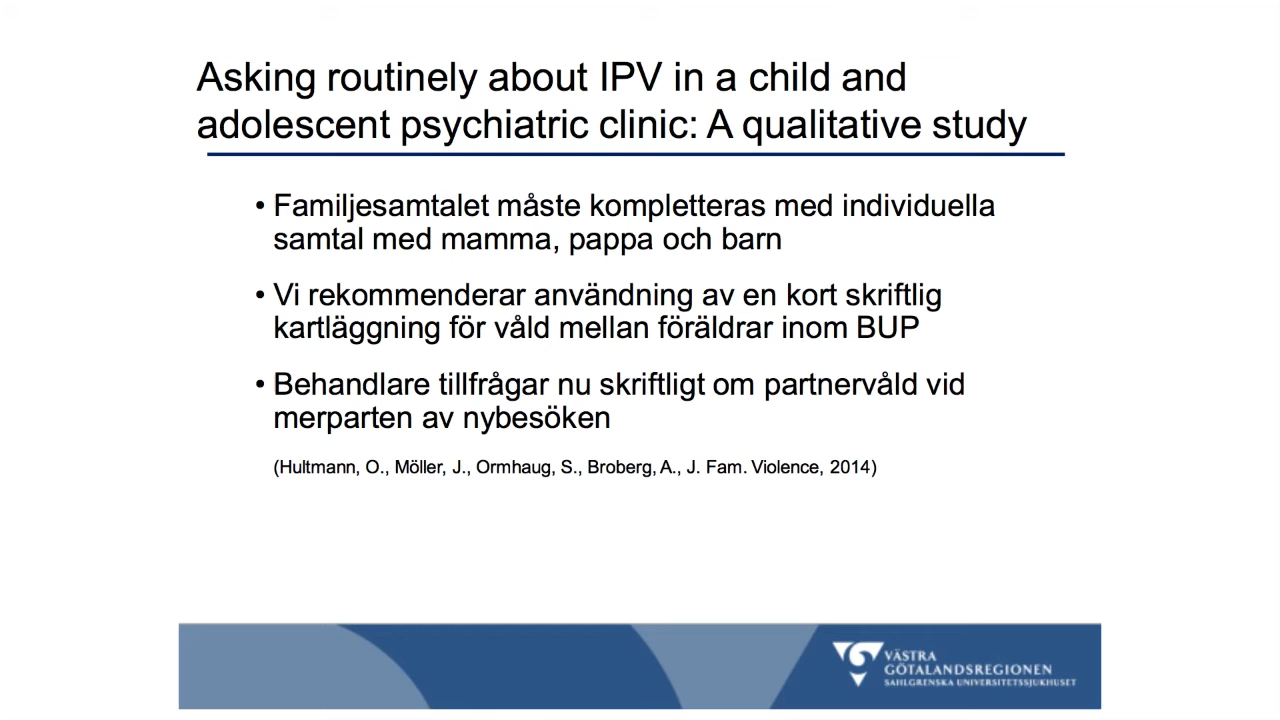 Asking routinely about IPV in a child and
adolescent psychiatric clinic: A qualitative study
• Familjesamtalet måste kompletteras med individuella
samtal med mamma, pappa och barn
• Vi rekommenderar användning av en kort skriftlig
kartläggning för våld mellan föräldrar inom BUP
• Behandlare tillfrågar nu skriftligt om partnervåld vid
merparten av nybesöken
(Hultmann, O., Möller, J., Ormhaug, S., Broberg, A., J. Fam. Violence, 2014)
VÄSTRA
GÖTALANDSREGIONEN
SAHLGRENSKA UNIVERSITETSSJUKHUSET